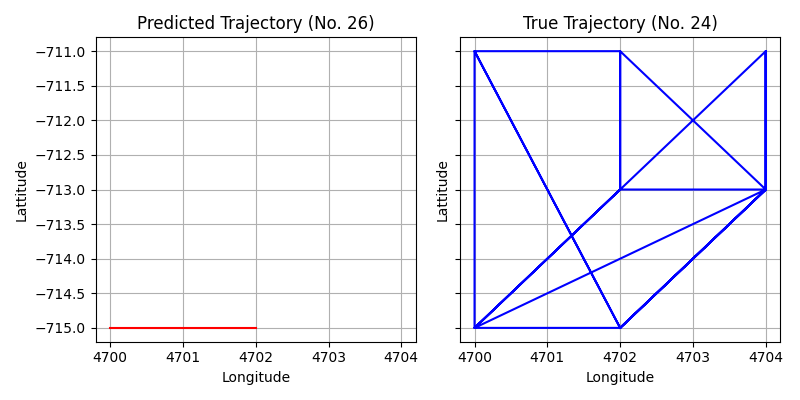 Predicted Trajectory (No. 26)
−711.0
−711.5
−712.0
−712.5
−713.0
−713.5
−714.0
−714.5
−715.0
Lattitude
4700 4701 4702 4703 4704
Longitude
True Trajectory (No. 24)
Lattitude
4700 4701 4702 4703 4704
Longitude